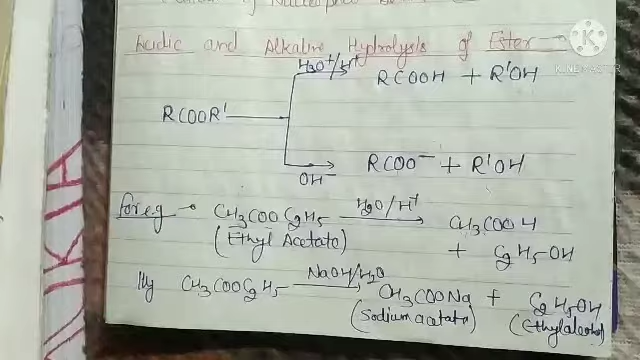 Acidic and Alkaline Hydrolysis of Ester
H3O+/H+
RCOOH + R'OH
RCOOR'
RCOO- + R'OH
OH-
for eg CH3COOC2H5 H2O/H+ CH3COOH
(Ethyl Acetate) + C2H5-OH
Illy CH3COOC2H5 NaOH/H2O CH3COONa + C2H5OH
(Sodium acetate) (Ethyl alcohol)
KINEMASTER